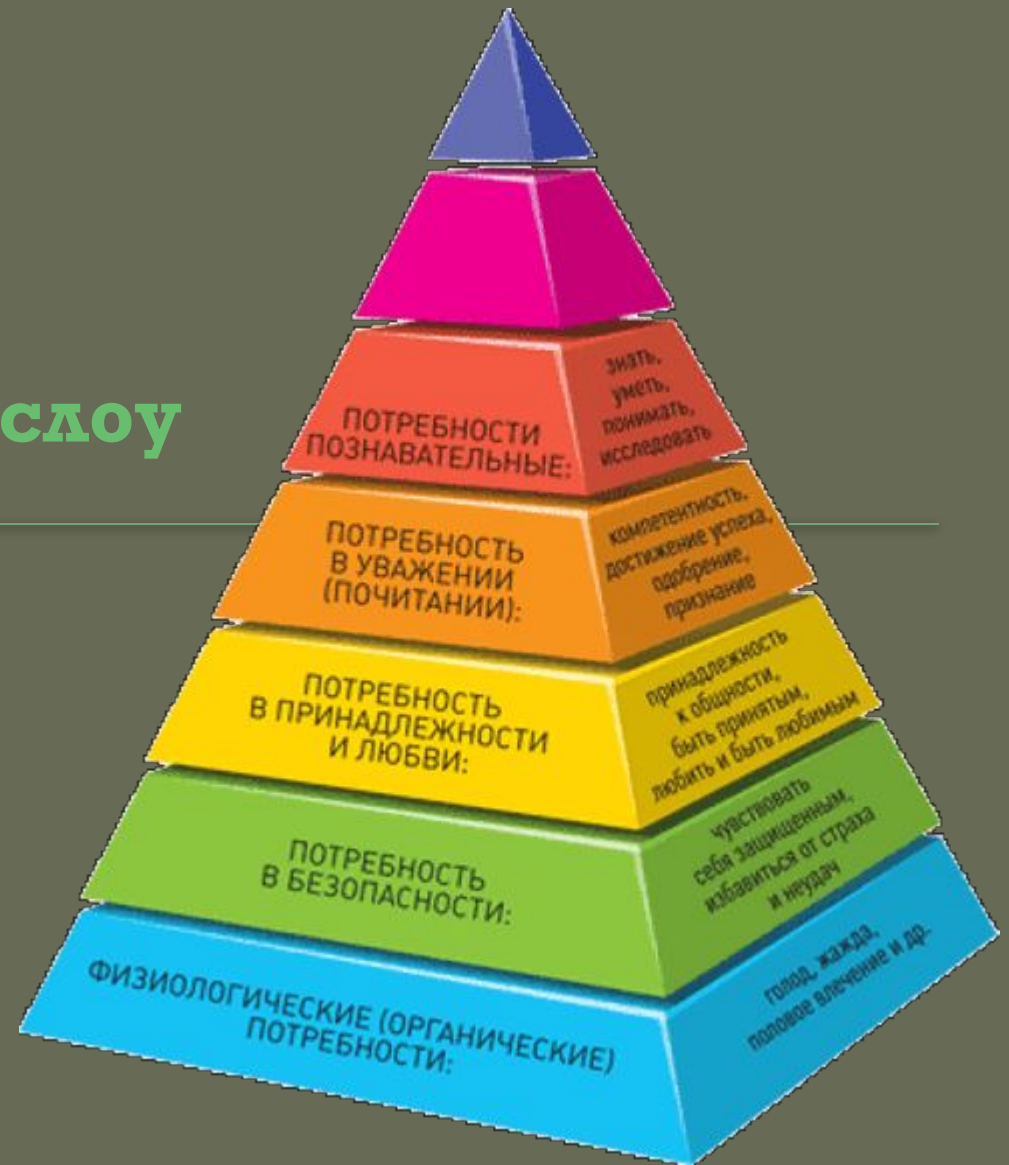 слоу
ПОТРЕБНОСТИ
ПОЗНАВАТЕЛЬНЫЕ:
знать,
уметь,
понимать,
исследовать
ПОТРЕБНОСТЬ
В УВАЖЕНИИ
(ПОЧИТАНИИ):
компетентность,
достижение успеха,
одобрение,
признание
ПОТРЕБНОСТЬ
В ПРИНАДЛЕЖНОСТИ
И ЛЮБВИ:
принадлежность
к общности,
быть принятым,
любить и быть любимым
ПОТРЕБНОСТЬ
В БЕЗОПАСНОСТИ:
чувствовать
себя защищенным,
избавиться от страха
и неудач
ФИЗИОЛОГИЧЕСКИЕ (ОРГАНИЧЕСКИЕ)
ПОТРЕБНОСТИ:
голод, жажда,
половое влечение и др.